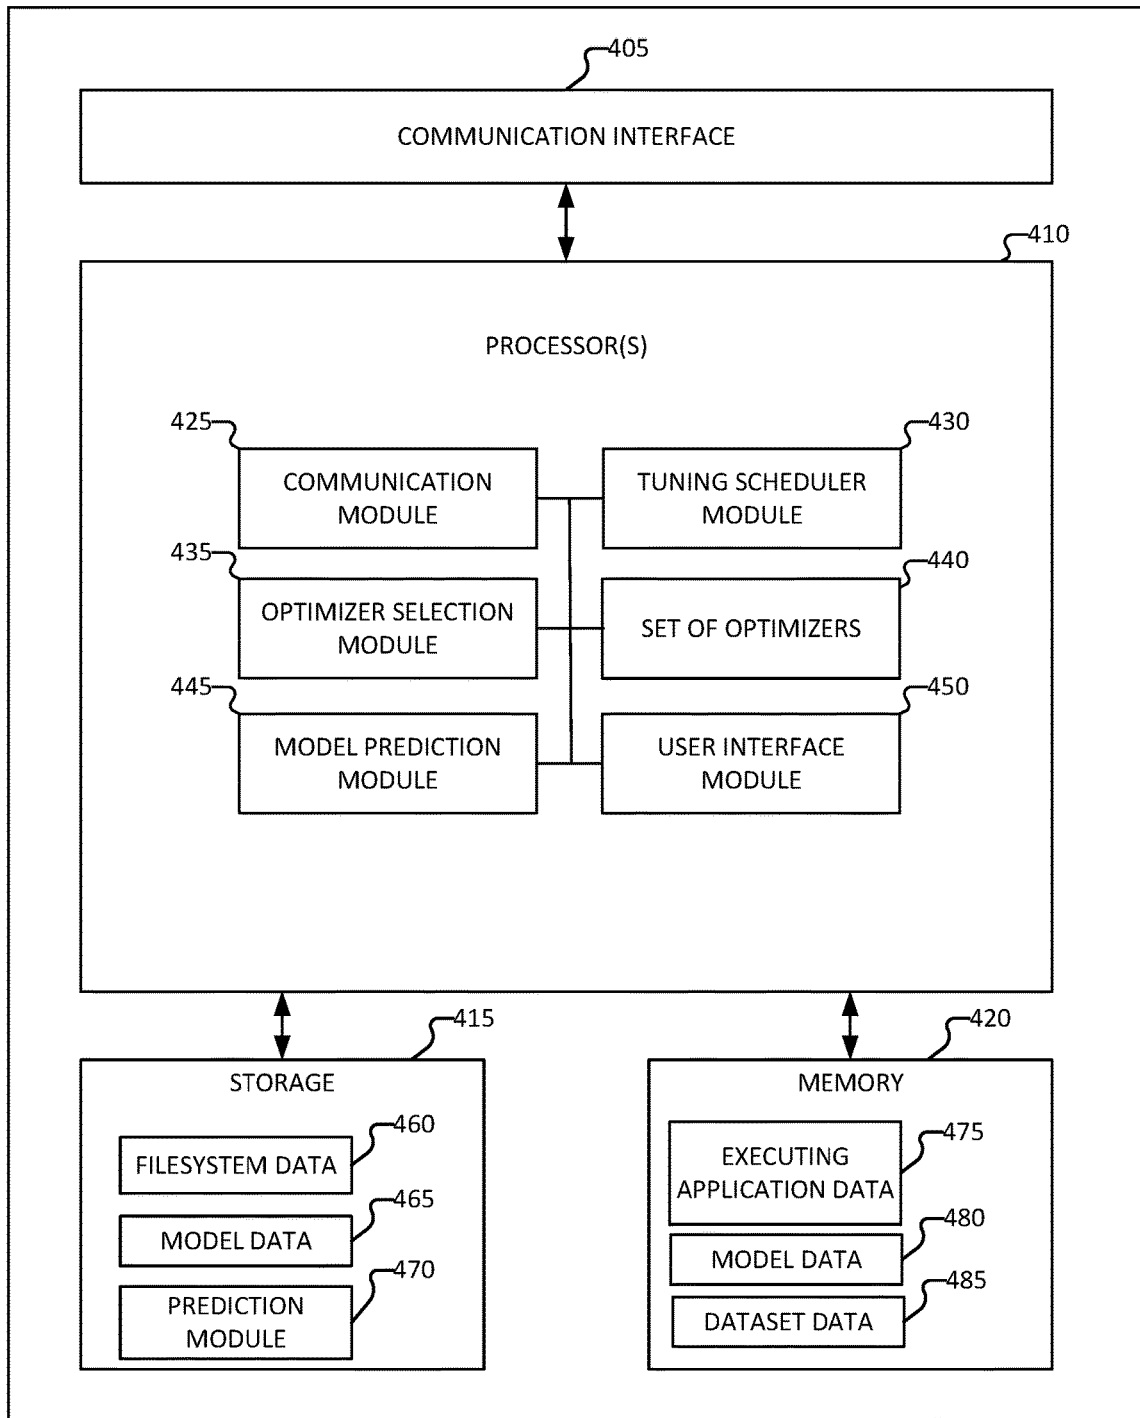 405
COMMUNICATION INTERFACE
410
PROCESSOR(S)
425
COMMUNICATION
MODULE
430
TUNING SCHEDULER
MODULE
435
OPTIMIZER SELECTION
MODULE
440
SET OF OPTIMIZERS
445
MODEL PREDICTION
MODULE
450
USER INTERFACE
MODULE
415
STORAGE
460
FILESYSTEM DATA
465
MODEL DATA
470
PREDICTION
MODULE
420
MEMORY
475
EXECUTING
APPLICATION DATA
480
MODEL DATA
485
DATASET DATA